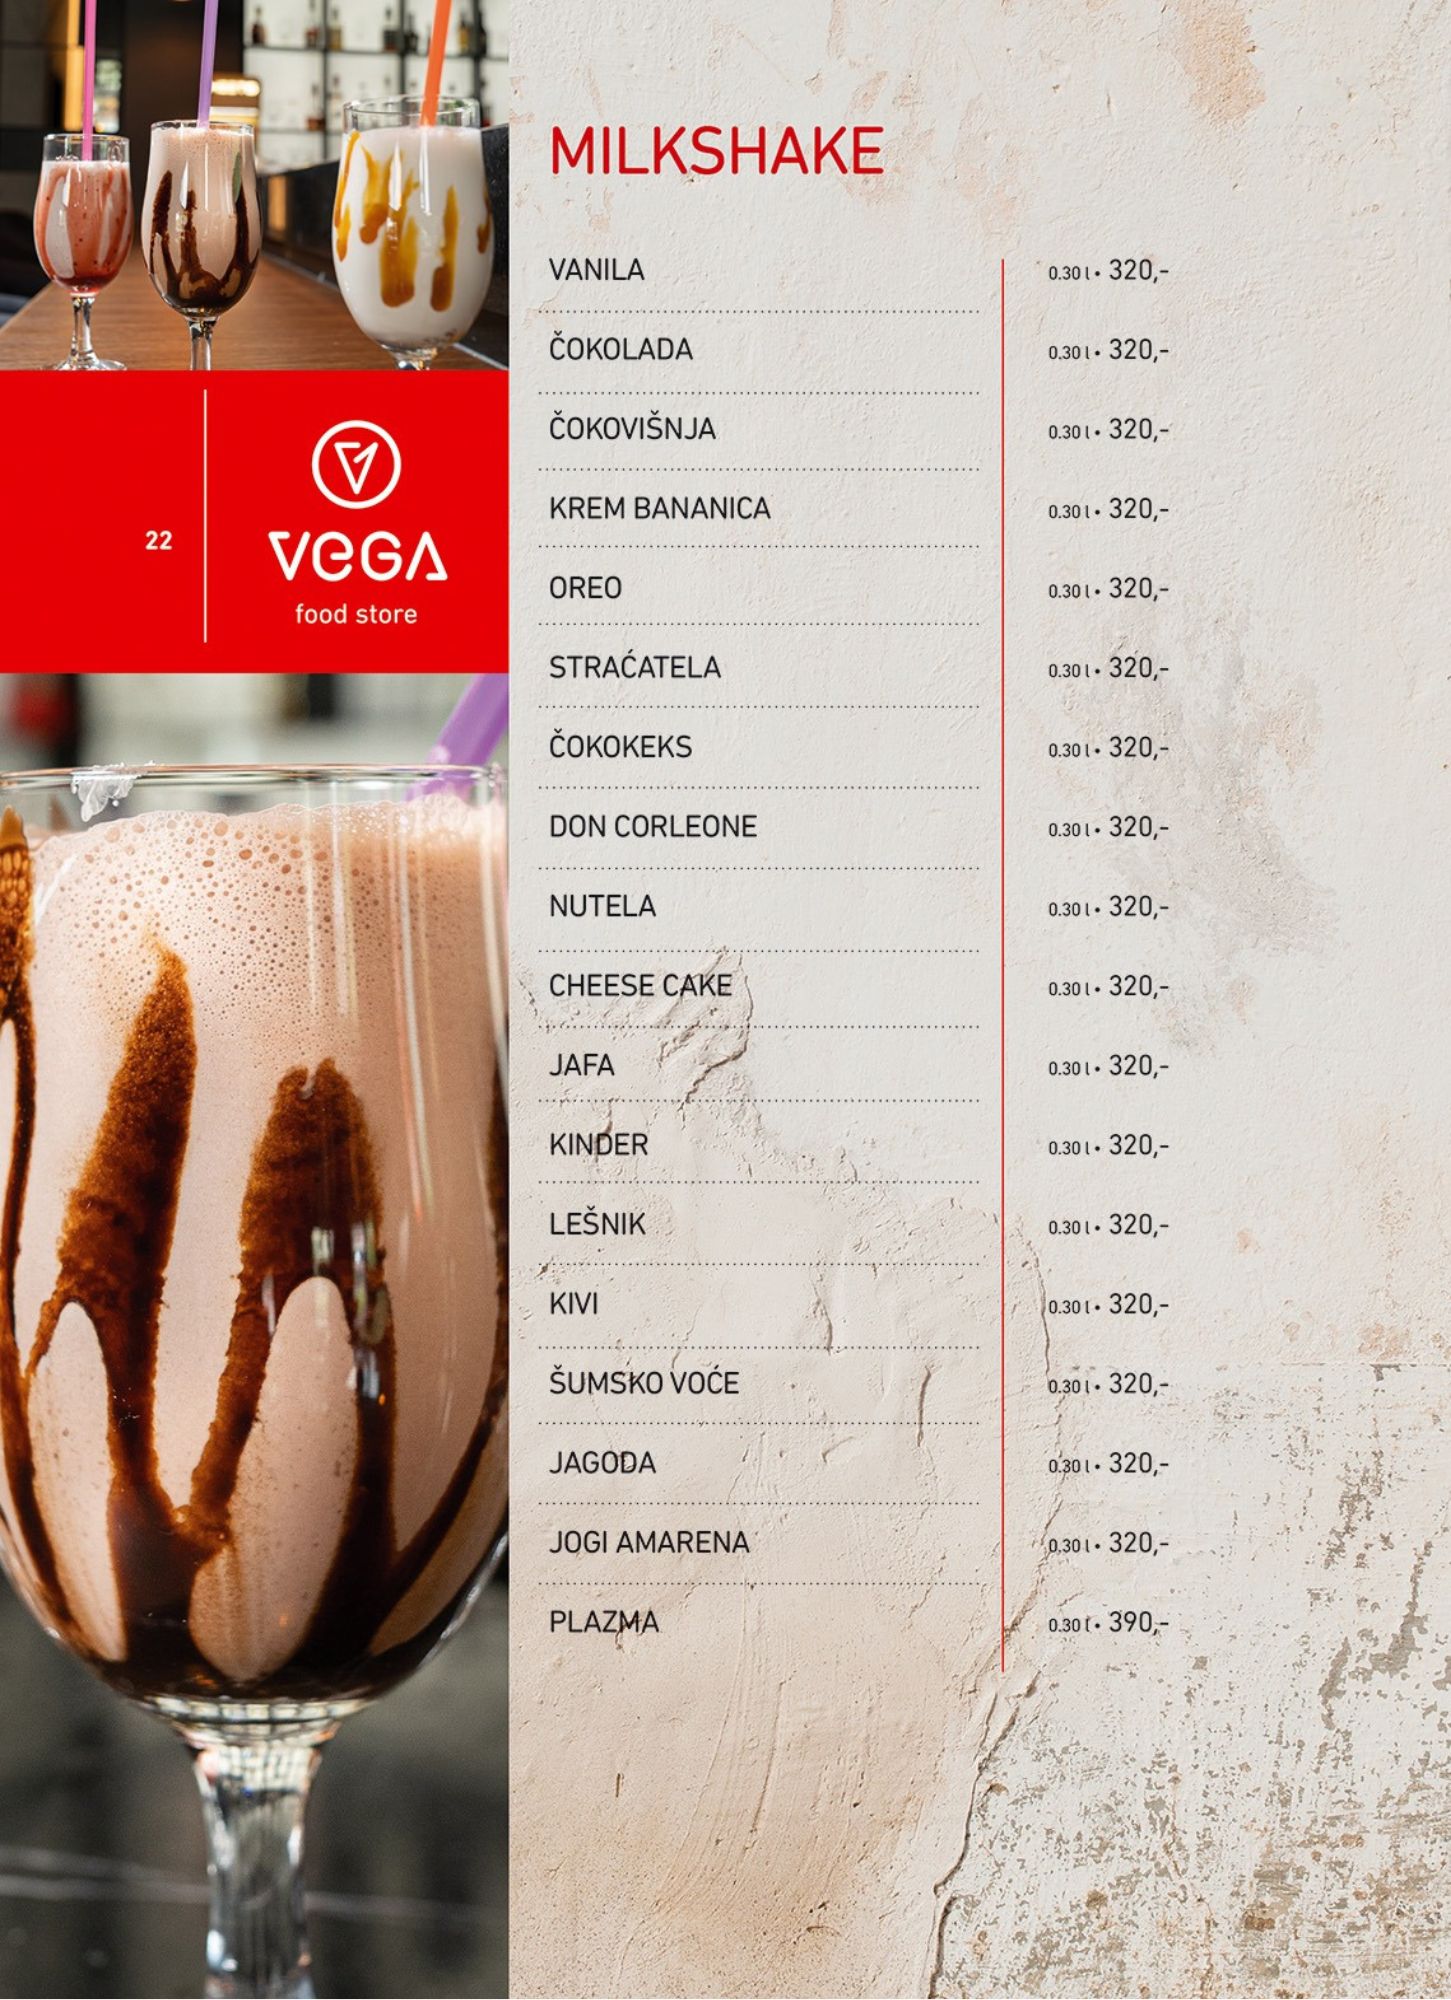 MILKSHAKE
VANILA 0.30 l • 320,-
ČOKOLADA 0.30 l • 320,-
ČOKOVIŠNJA 0.30 l • 320,-
KREM BANANICA 0.30 l • 320,-
OREO 0.30 l • 320,-
STRAĆATELA 0.30 l • 320,-
ČOKOKEKS 0.30 l • 320,-
DON CORLEONE 0.30 l • 320,-
NUTELA 0.30 l • 320,-
CHEESE CAKE 0.30 l • 320,-
JAFA 0.30 l • 320,-
KINDER 0.30 l • 320,-
LEŠNIK 0.30 l • 320,-
KIVI 0.30 l • 320,-
ŠUMSKO VOĆE 0.30 l • 320,-
JAGODA 0.30 l • 320,-
JOGI AMARENA 0.30 l • 320,-
PLAZMA 0.30 l • 390,-
22
VEGA
food store